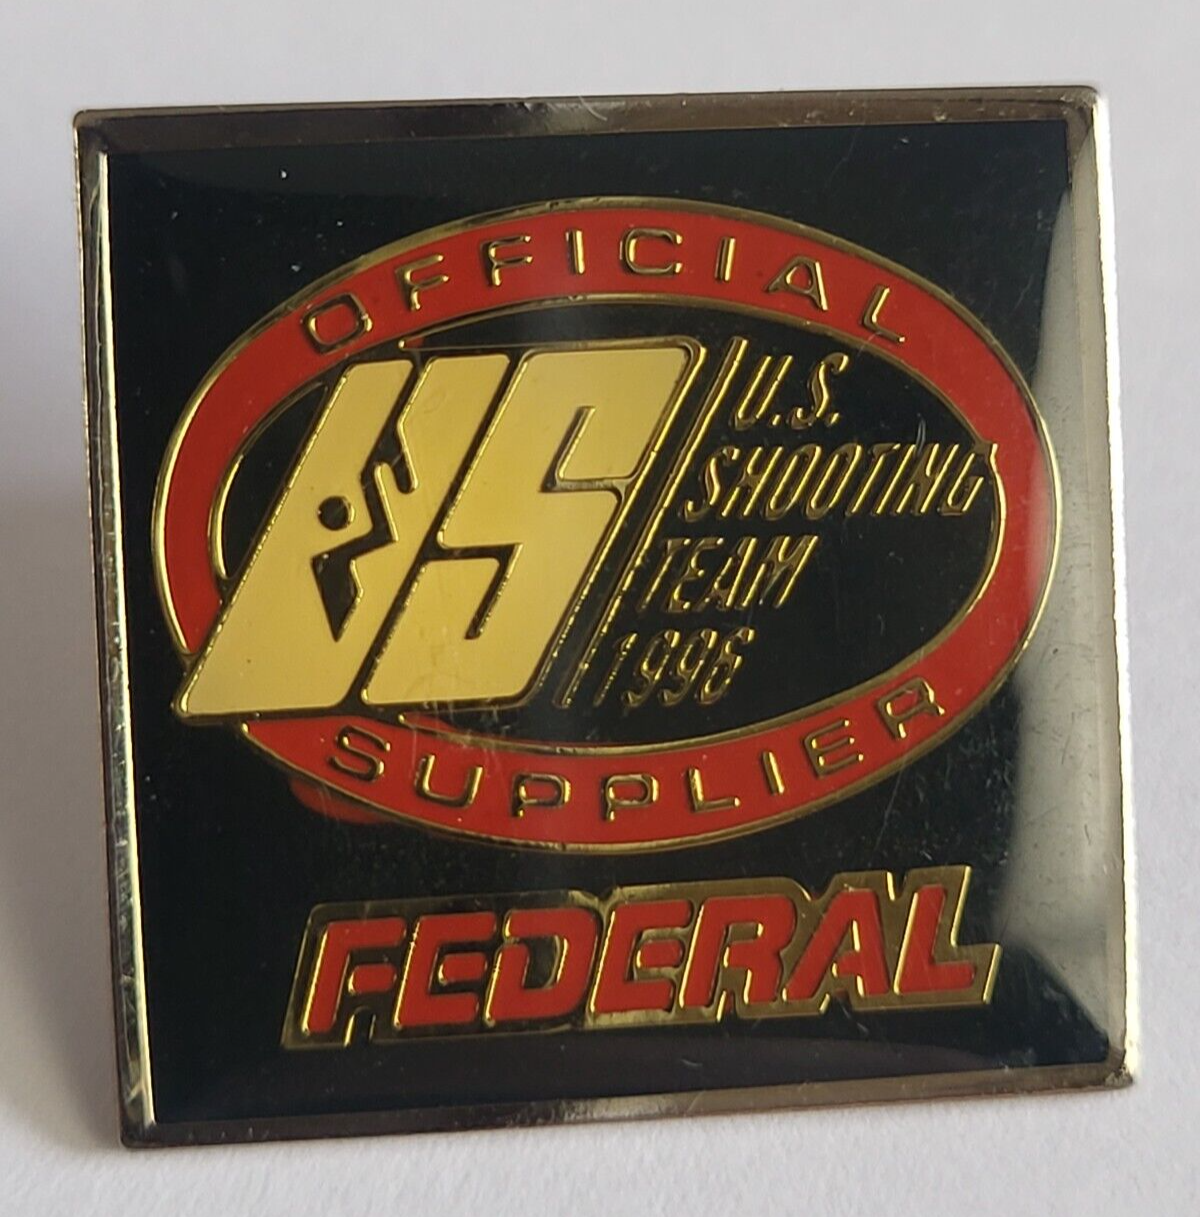 OFFICIAL
US
U.S.
SHOOTING
TEAM
1996
SUPPLIER
FEDERAL